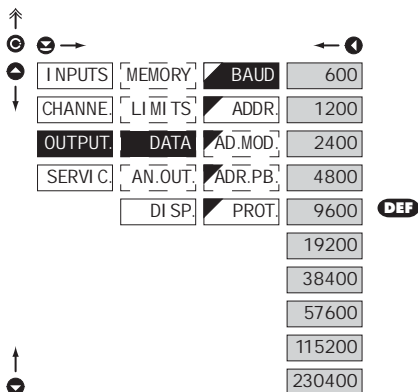 INPUTS MEMORY BAUD 600
CHANNE. LIMITS ADDR. 1200
OUTPUT. DATA AD.MOD. 2400
SERVIC. AN.OUT. ADR.PB. 4800
DISP. PROT. 9600 DEF
19200
38400
57600
115200
230400